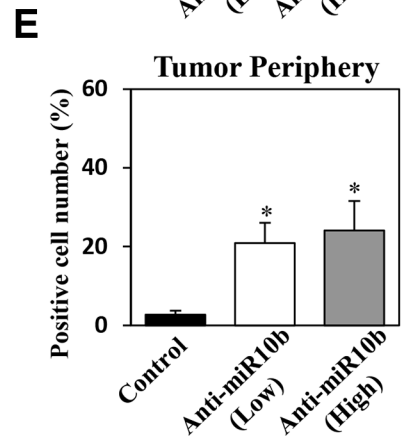 E
Tumor Periphery
Positive cell number (%)
60
40
20
0
*
*
Control
Anti-miR10b
(Low)
Anti-miR10b
(High)